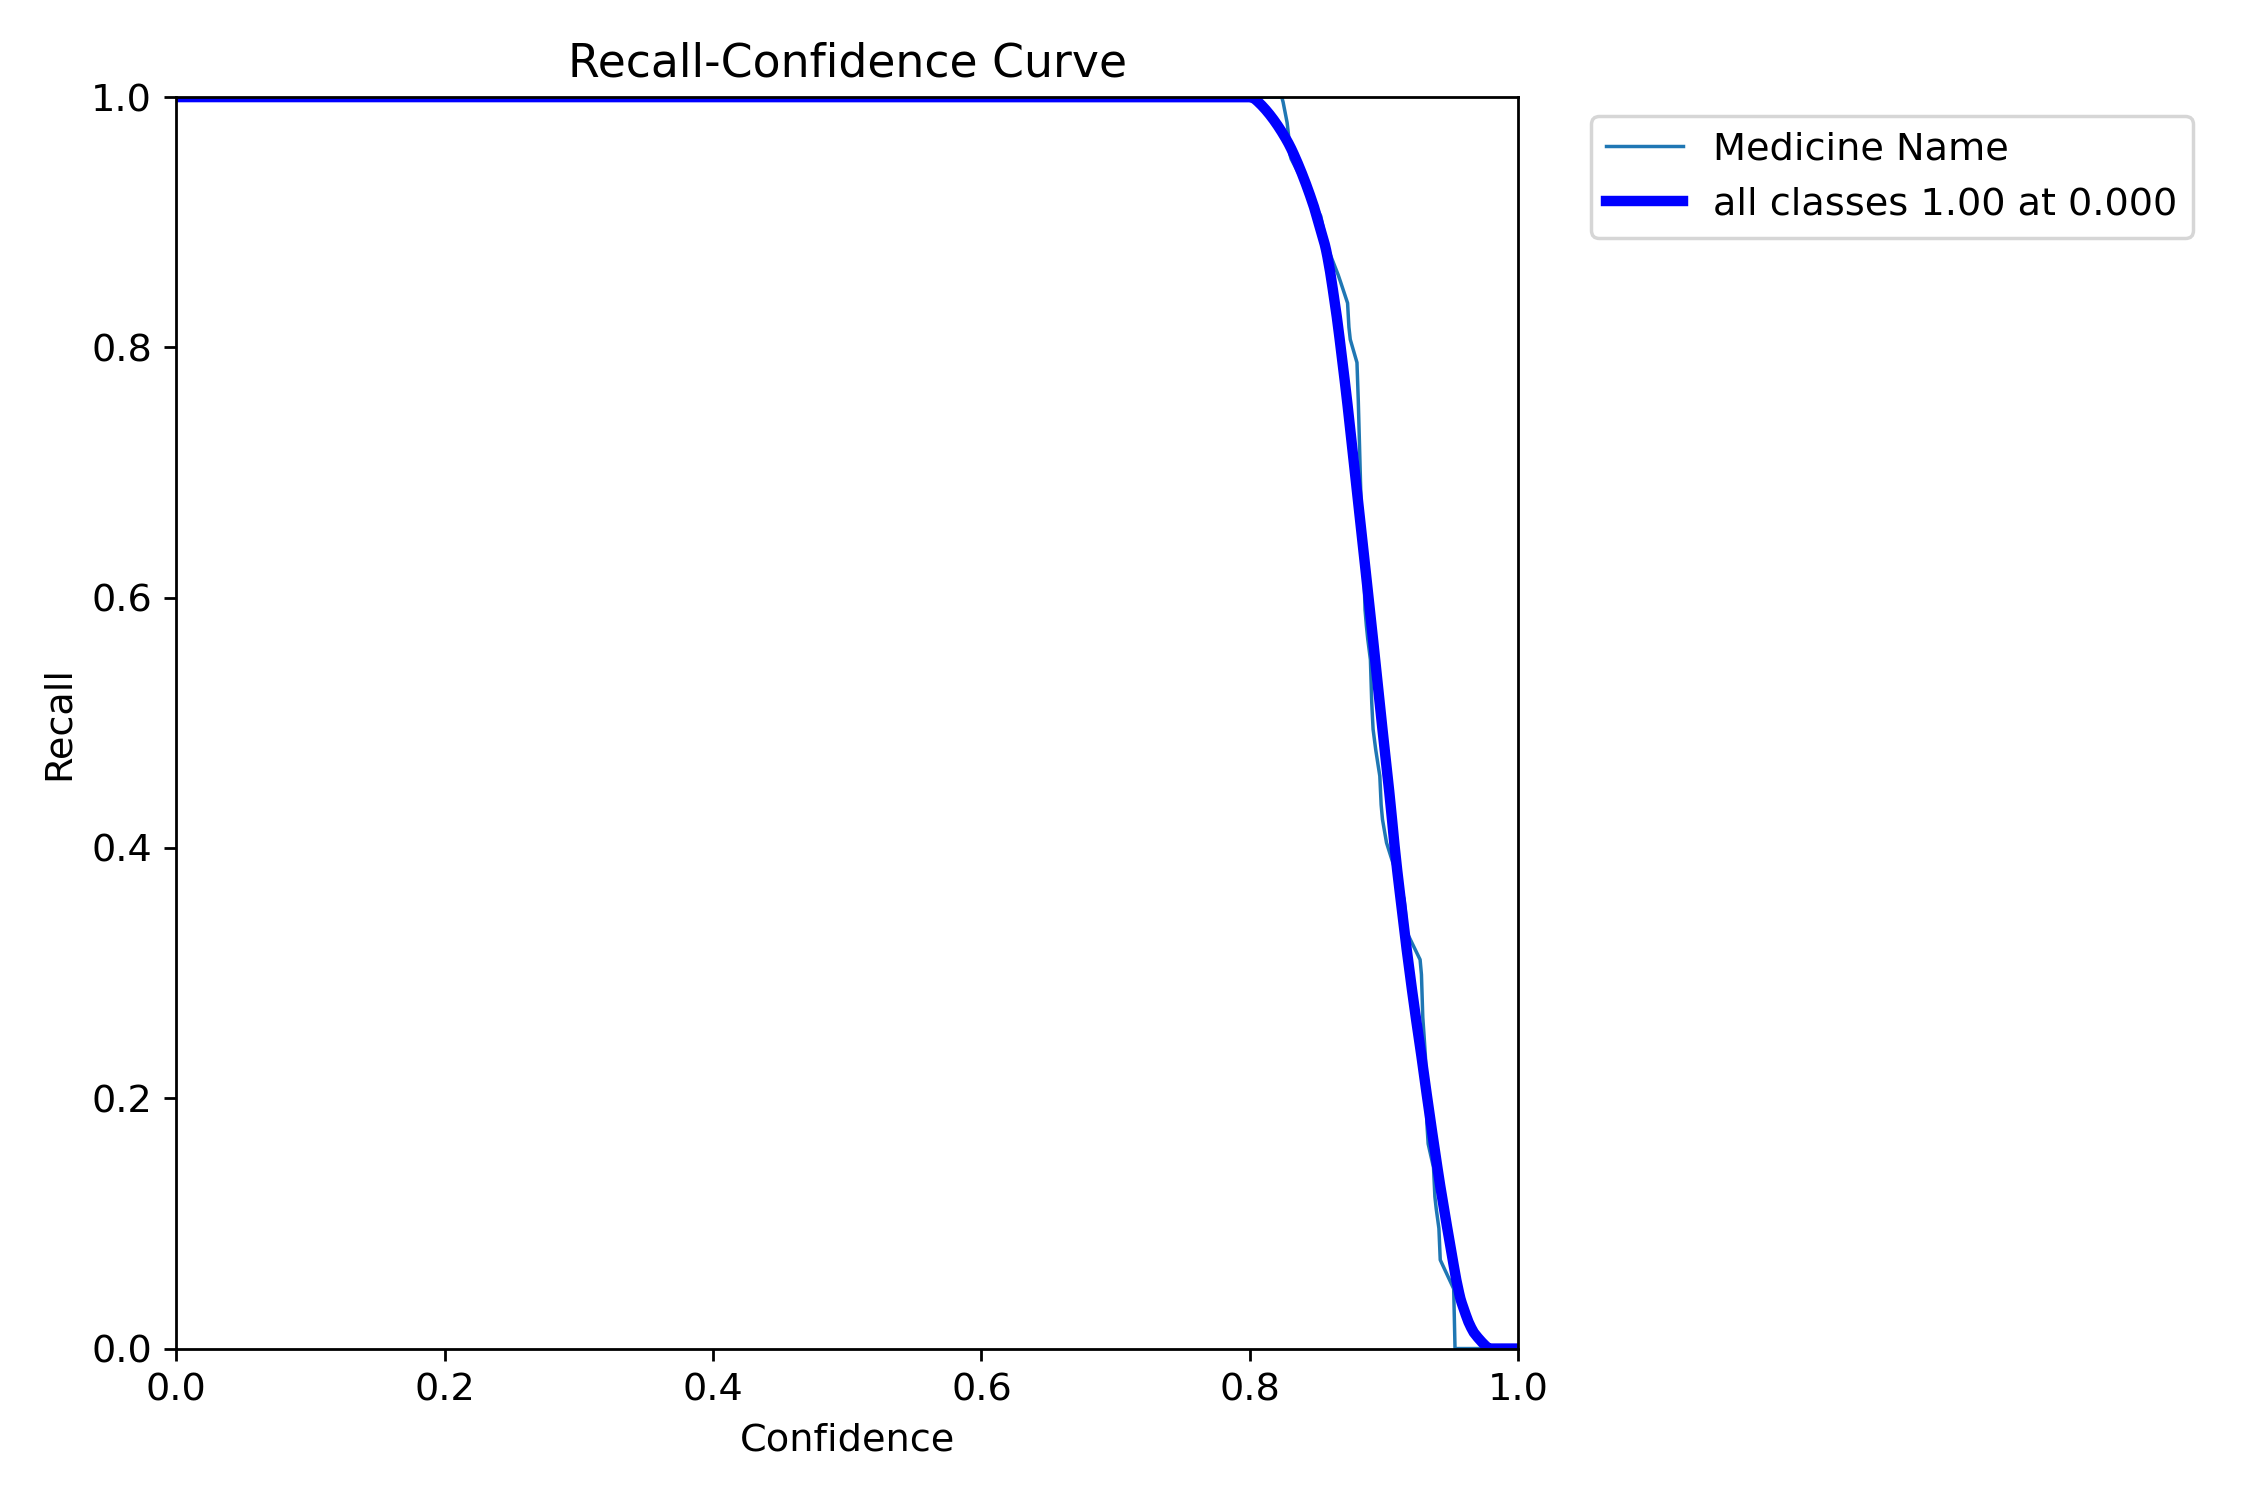 Recall-Confidence Curve
1.0
0.8
0.6
0.4
0.2
0.0
Recall
0.0 0.2 0.4 0.6 0.8 1.0
Confidence
Medicine Name
all classes 1.00 at 0.000